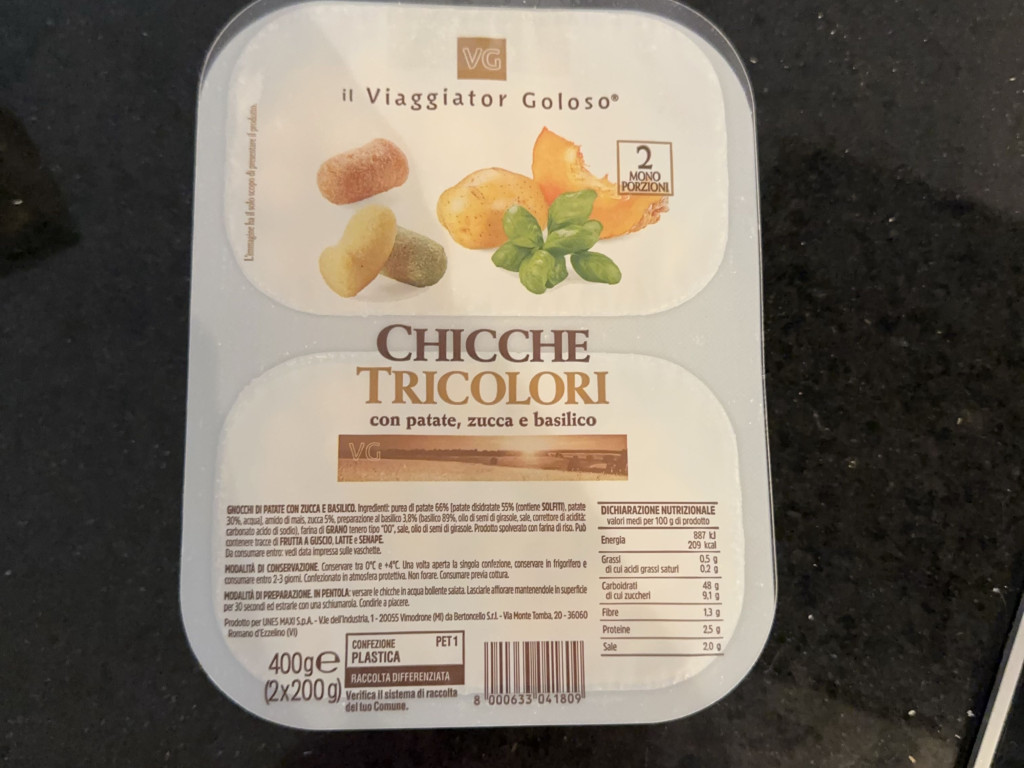 VG
il Viaggiator Goloso®
L'immagine ha il solo scopo di presentare il prodotto.
2
MONO
PORZIONI
CHICCHE
TRICOLORI
con patate, zucca e basilico
VG
GNOCCHI DI PATATE CON ZUCCA E BASILICO. Ingredienti: purea di patate 66% [patate disidratate 55% (contiene SOLFITI), patate
30%, acqua], amido di mais, zucca 5%, preparazione al basilico 3,8% (basilico 89%, olio di semi di girasole, sale, correttore di acidità:
carbonato acido di sodio), farina di GRANO tenero tipo "00", sale, olio di semi di girasole. Prodotto spolverato con farina di riso. Può
contenere tracce di FRUTTA A GUSCIO, LATTE e SENAPE.
Da consumare entro: vedi data impressa sulle vaschette.
MODALITÀ DI CONSERVAZIONE. Conservare tra 0°C e +4°C. Una volta aperta la singola confezione, conservare in frigorifero e
consumare entro 2-3 giorni. Confezionato in atmosfera protettiva. Non forare. Consumare previa cottura.
MODALITÀ DI PREPARAZIONE. IN PENTOLA: versare le chicche in acqua bollente salata. Lasciarle affiorare mantenendole in superficie
per 30 secondi ed estrarle con una schiumarola. Condirle a piacere.
Prodotto per UNES MAXI S.p.A. - V.le dell'Industria, 1 - 20055 Vimodrone (MI) da Bertoncello S.r.l. - Via Monte Tomba, 20 - 36060
Romano d'Ezzelino (VI)
DICHIARAZIONE NUTRIZIONALE
valori medi per 100 g di prodotto
Energia 887 kJ
209 kcal
Grassi 0,5 g
di cui acidi grassi saturi 0,2 g
Carboidrati 48 g
di cui zuccheri 9,1 g
Fibre 1,3 g
Proteine 2,5 g
Sale 2,0 g
400g e
(2x200 g)
CONFEZIONE PET 1
PLASTICA
RACCOLTA DIFFERENZIATA
Verifica il sistema di raccolta
del tuo Comune.
8 000633 041809